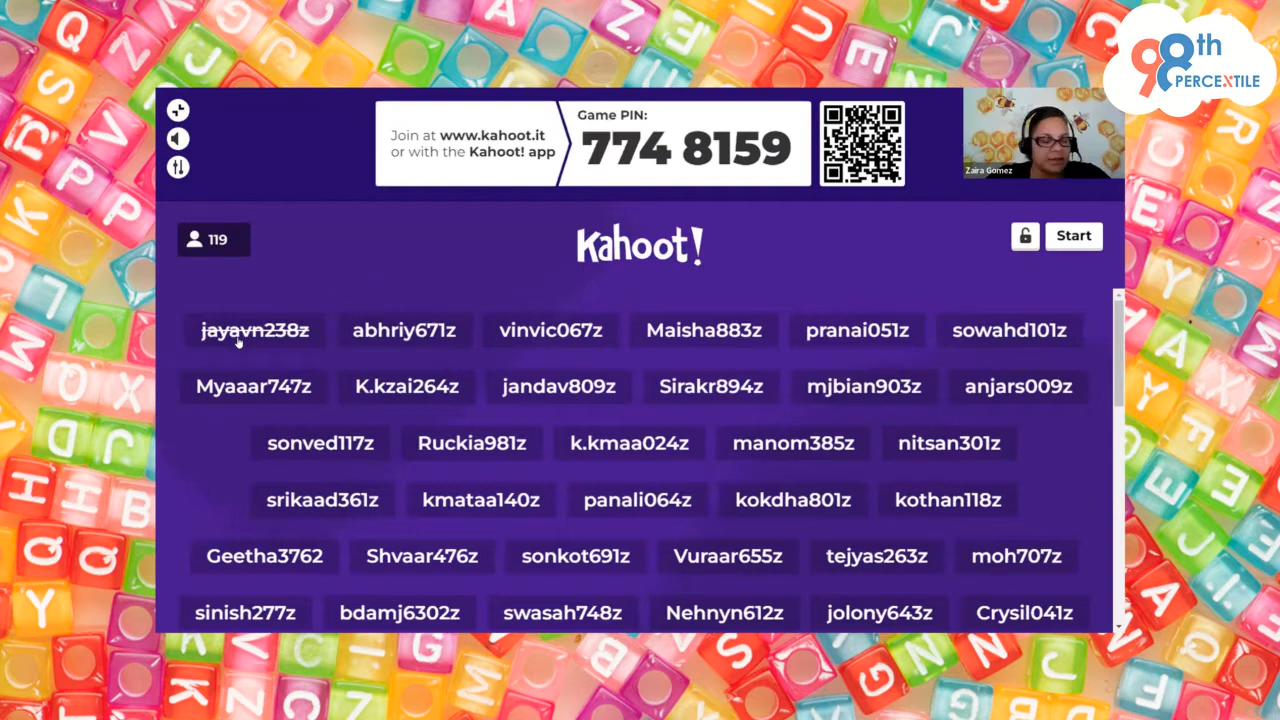 98th
PERCEXTILE
Join at www.kahoot.it
or with the Kahoot! app
Game PIN:
774 8159
Zaira Gomez
119
Kahoot!
Start
jayavn238z abhriy671z vinvic067z Maisha883z pranai051z sowahd101z
Myaaar747z K.kzai264z jandav809z Sirakr894z mjbian903z anjars009z
sonved117z Ruckia981z k.kmaa024z manom385z nitsan301z
srikaad361z kmataa140z panali064z kokdha801z kothan118z
Geetha3762 Shvaar476z sonkot691z Vuraar655z tejyas263z moh707z
sinish277z bdamj6302z swasah748z Nehnyn612z jolony643z Crysil041z